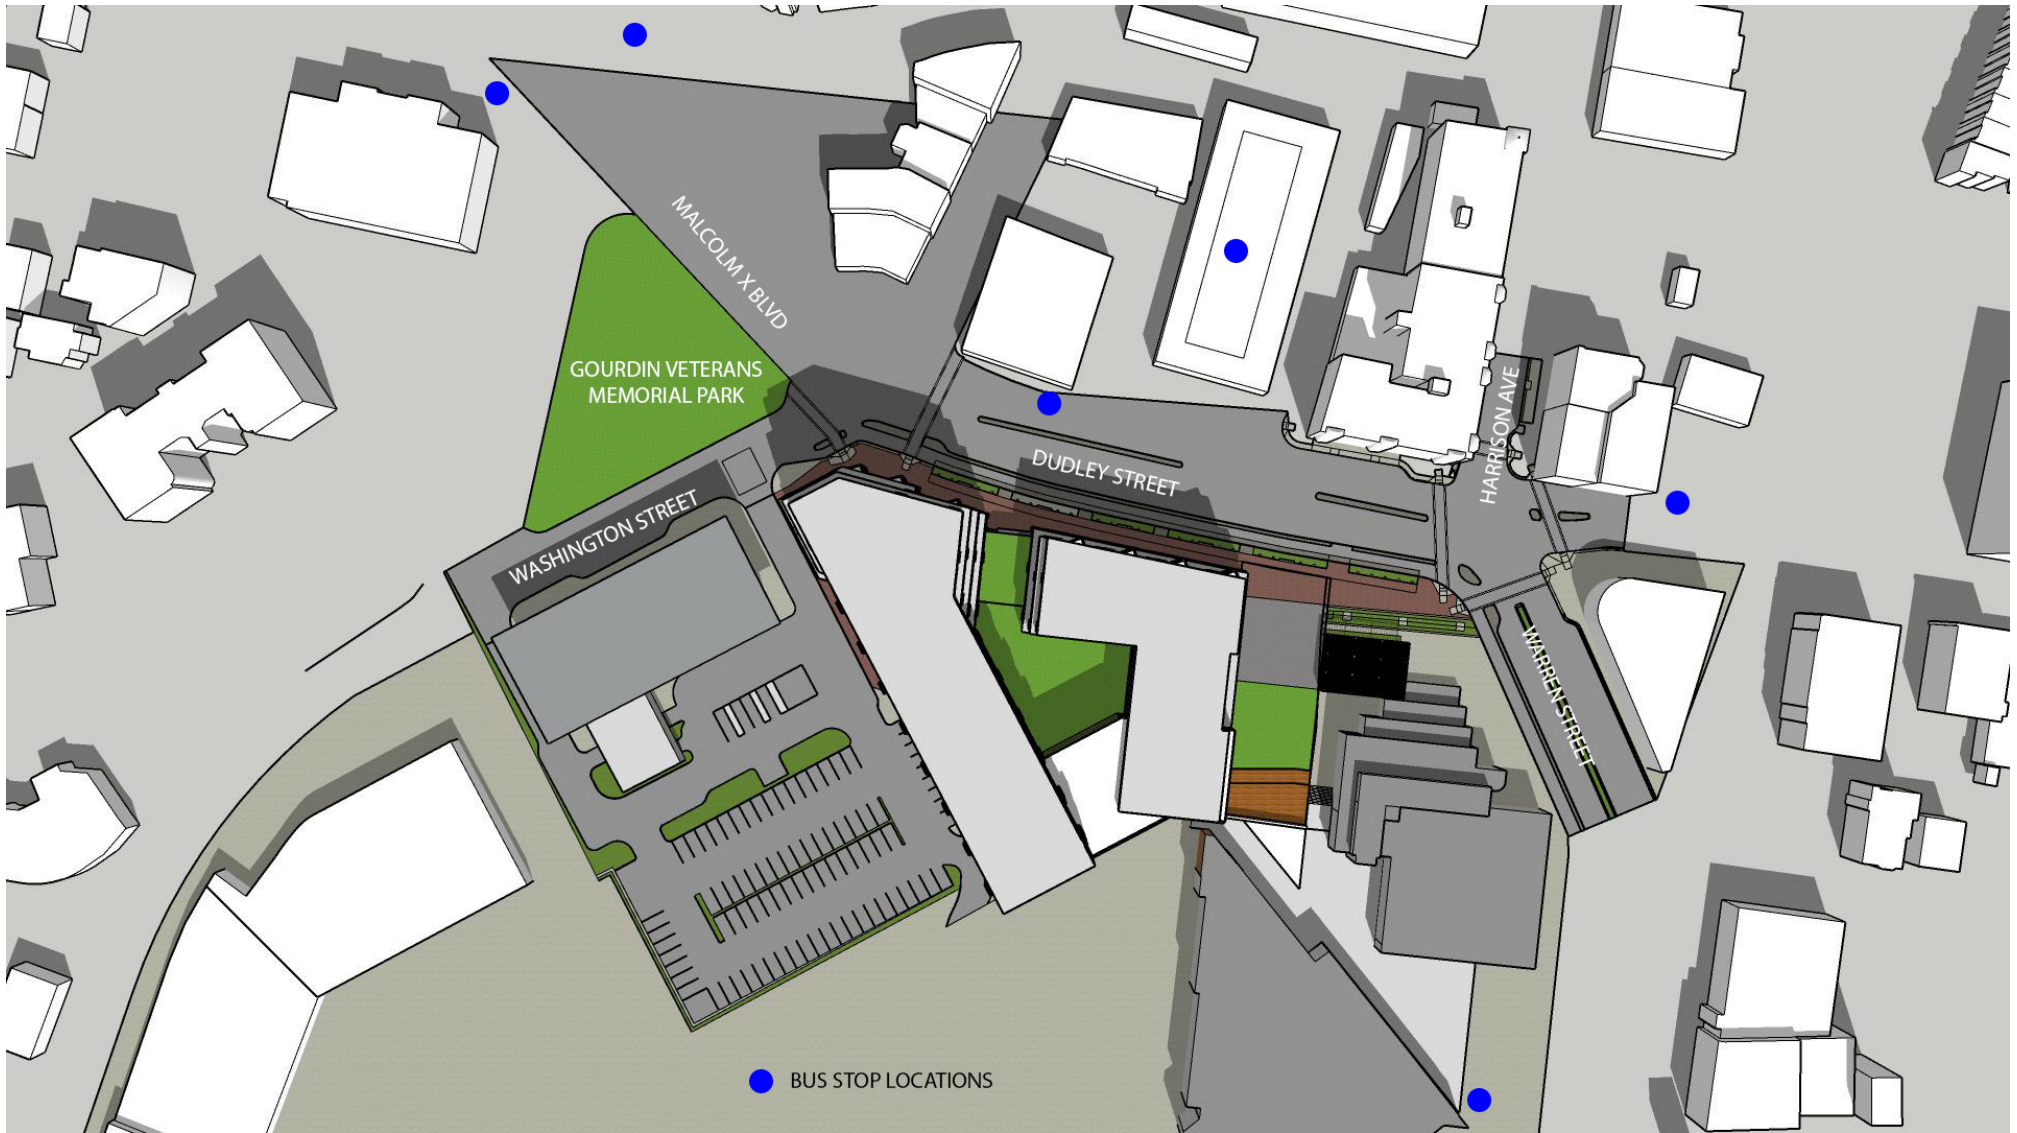 MALCOLM X BLVD
GOURDIN VETERANS
MEMORIAL PARK
HARRISON AVE
DUDLEY STREET
WASHINGTON STREET
WARREN STREET
BUS STOP LOCATIONS